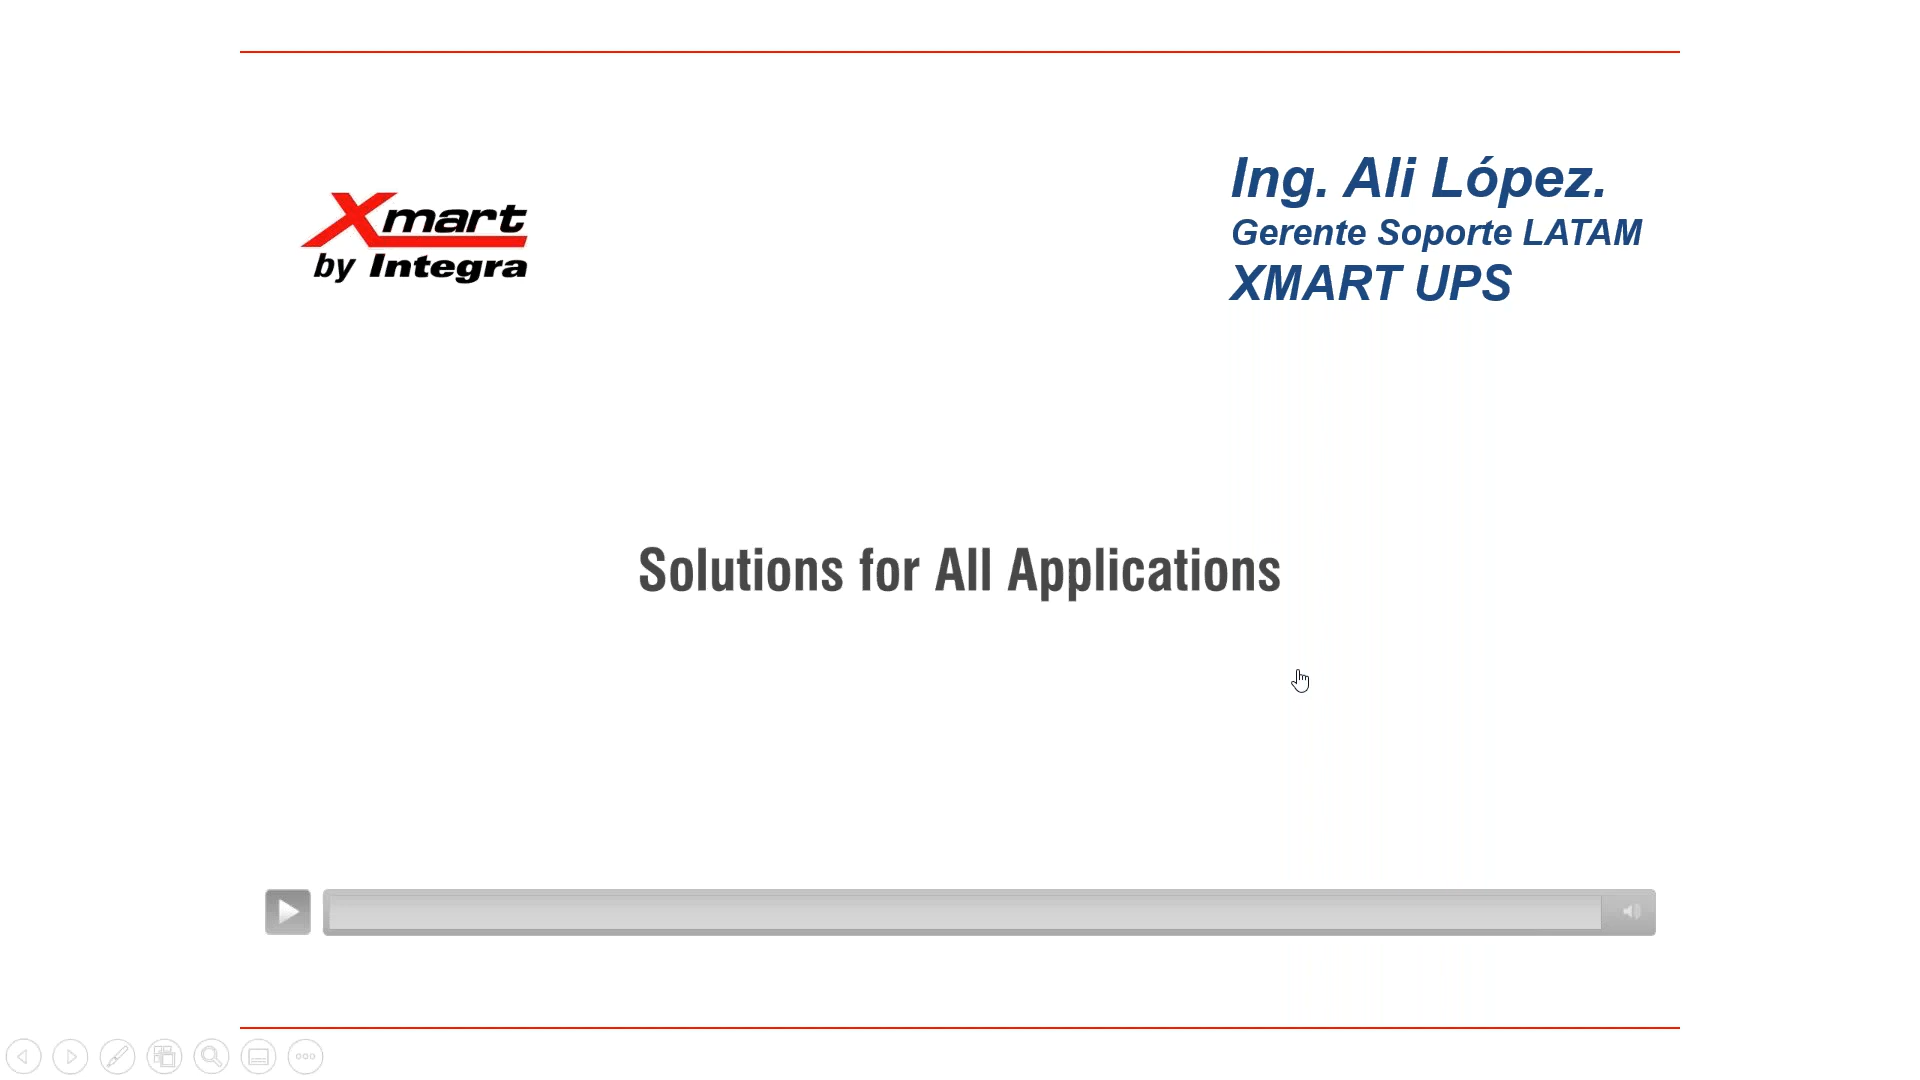 Xmart
by Integra
Ing. Ali López.
Gerente Soporte LATAM
XMART UPS
Solutions for All Applications